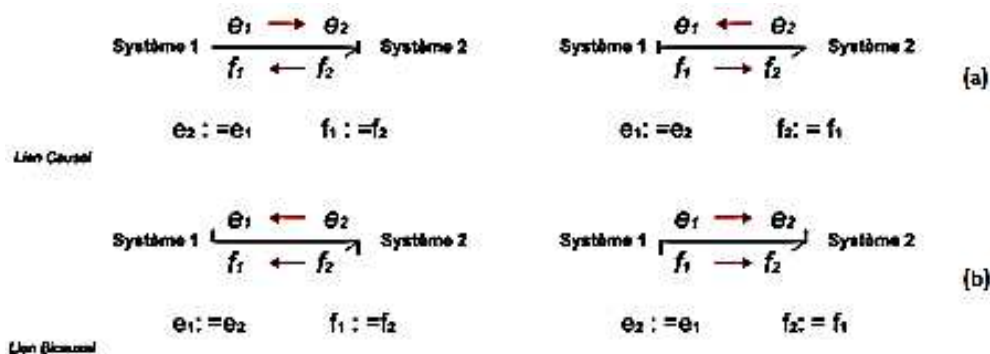 e₁ → e₂ e₁ ← e₂
Système 1 Système 2 Système 1 Système 2
f₁ ← f₂ f₁ → f₂
(a)
e₂ : =e₁ f₁ : =f₂ e₁: =e₂ f₂: = f₁
Lien Causal
e₁ ← e₂ e₁ → e₂
Système 1 Système 2 Système 1 Système 2
f₁ ← f₂ f₁ → f₂
(b)
e₁: =e₂ f₁ : =f₂ e₂ : =e₁ f₂: = f₁
Lien Bicausal